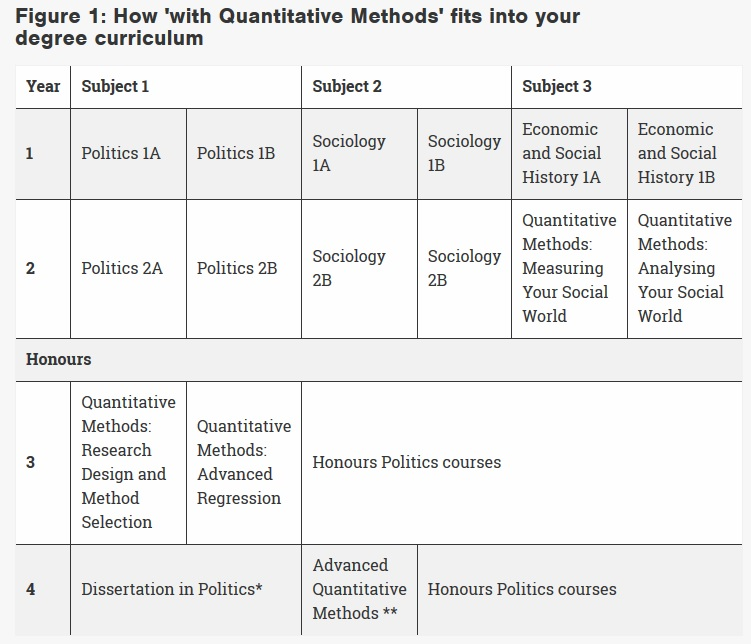 Figure 1: How 'with Quantitative Methods' fits into your
degree curriculum
Year
Subject 1
Subject 2
Subject 3
1
Politics 1A
Politics 1B
Sociology
1A
Sociology
1B
Economic
and Social
History 1A
Economic
and Social
History 1B
2
Politics 2A
Politics 2B
Sociology
2B
Sociology
2B
Quantitative
Methods:
Measuring
Your Social
World
Quantitative
Methods:
Analysing
Your Social
World
Honours
3
Quantitative
Methods:
Research
Design and
Method
Selection
Quantitative
Methods:
Advanced
Regression
Honours Politics courses
4
Dissertation in Politics*
Advanced
Quantitative
Methods **
Honours Politics courses